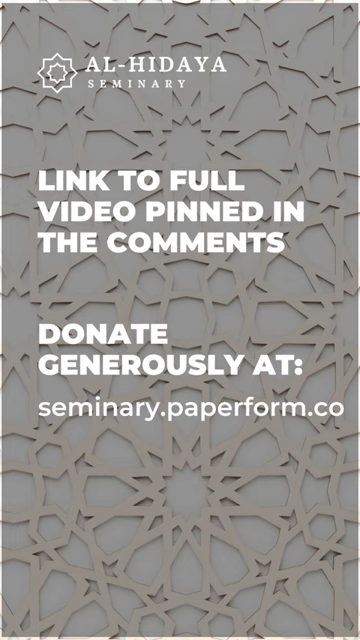 AL-HIDAYA
SEMINARY
LINK TO FULL
VIDEO PINNED IN
THE COMMENTS
DONATE
GENEROUSLY AT:
seminary.paperform.co